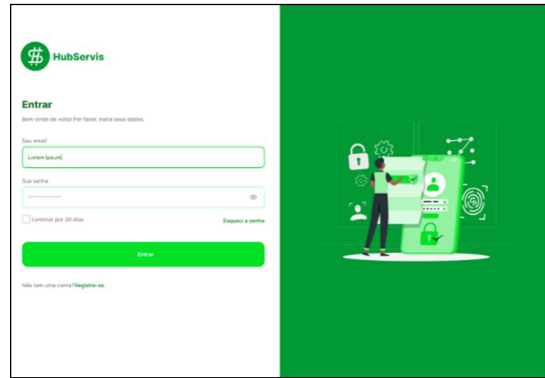 HubServis
Entrar
Bem vindo de volta! Por favor, insira seus dados.
Seu email
Lorem Ipsum
Sua senha
************
Lembrar por 30 dias
Esqueci a senha
Entrar
Não tem uma conta?Registre-se